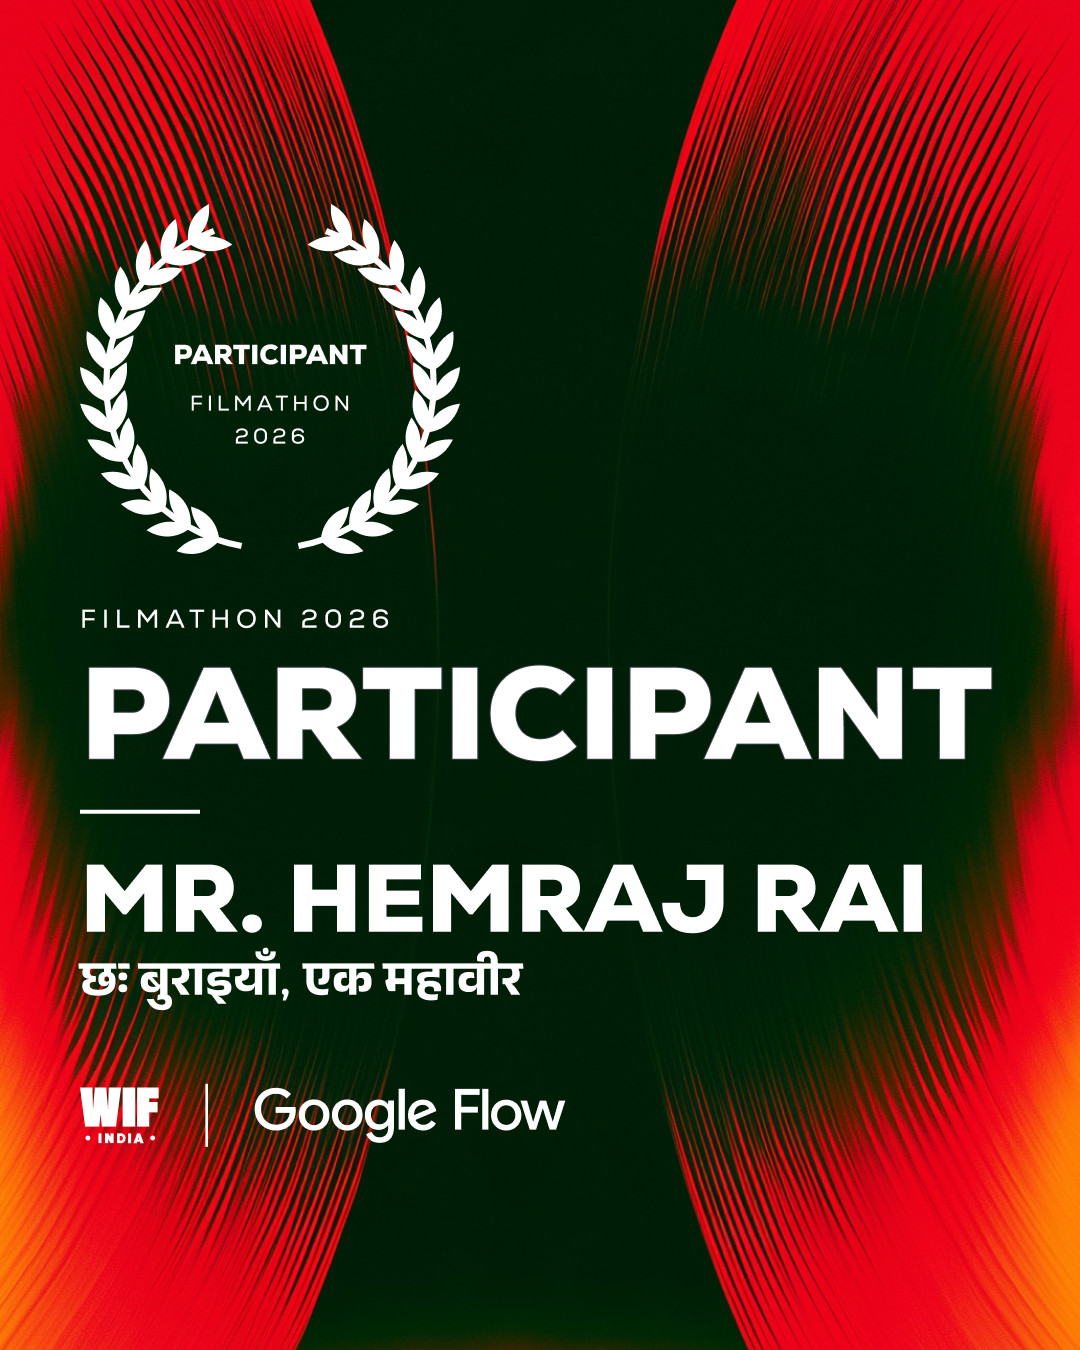 PARTICIPANT
FILMATHON
2026
FILMATHON 2026
PARTICIPANT
MR. HEMRAJ RAI
छः बुराइयाँ, एक महावीर
WIF
• INDIA •
Google Flow